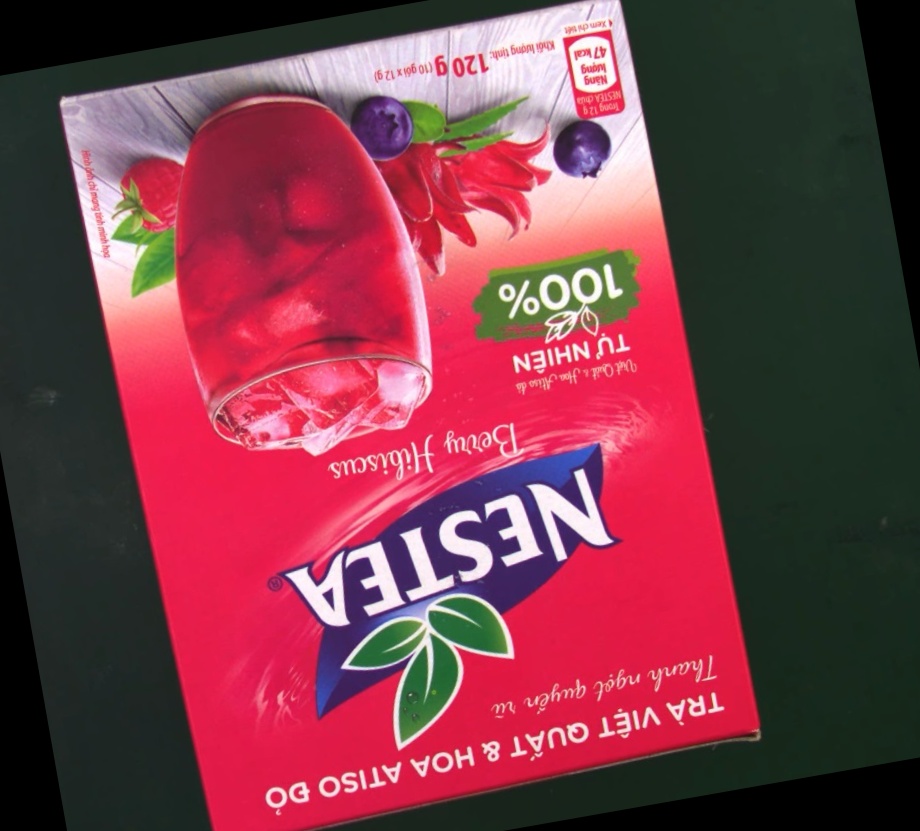 TRÀ VIỆT QUẤT & HOA ATISO ĐỎ
Thanh ngọt quyến rũ
NESTEA®
Berry Hibiscus
Việt Quất & Hoa Atiso đỏ
TỰ NHIÊN
100%
Trong 12 g
NESTEA chứa
Năng
lượng
47 kcal
Xem chi tiết
Khối lượng tịnh: 120 g (10 gói x 12 g)
Hình ảnh chỉ mang tính minh họa